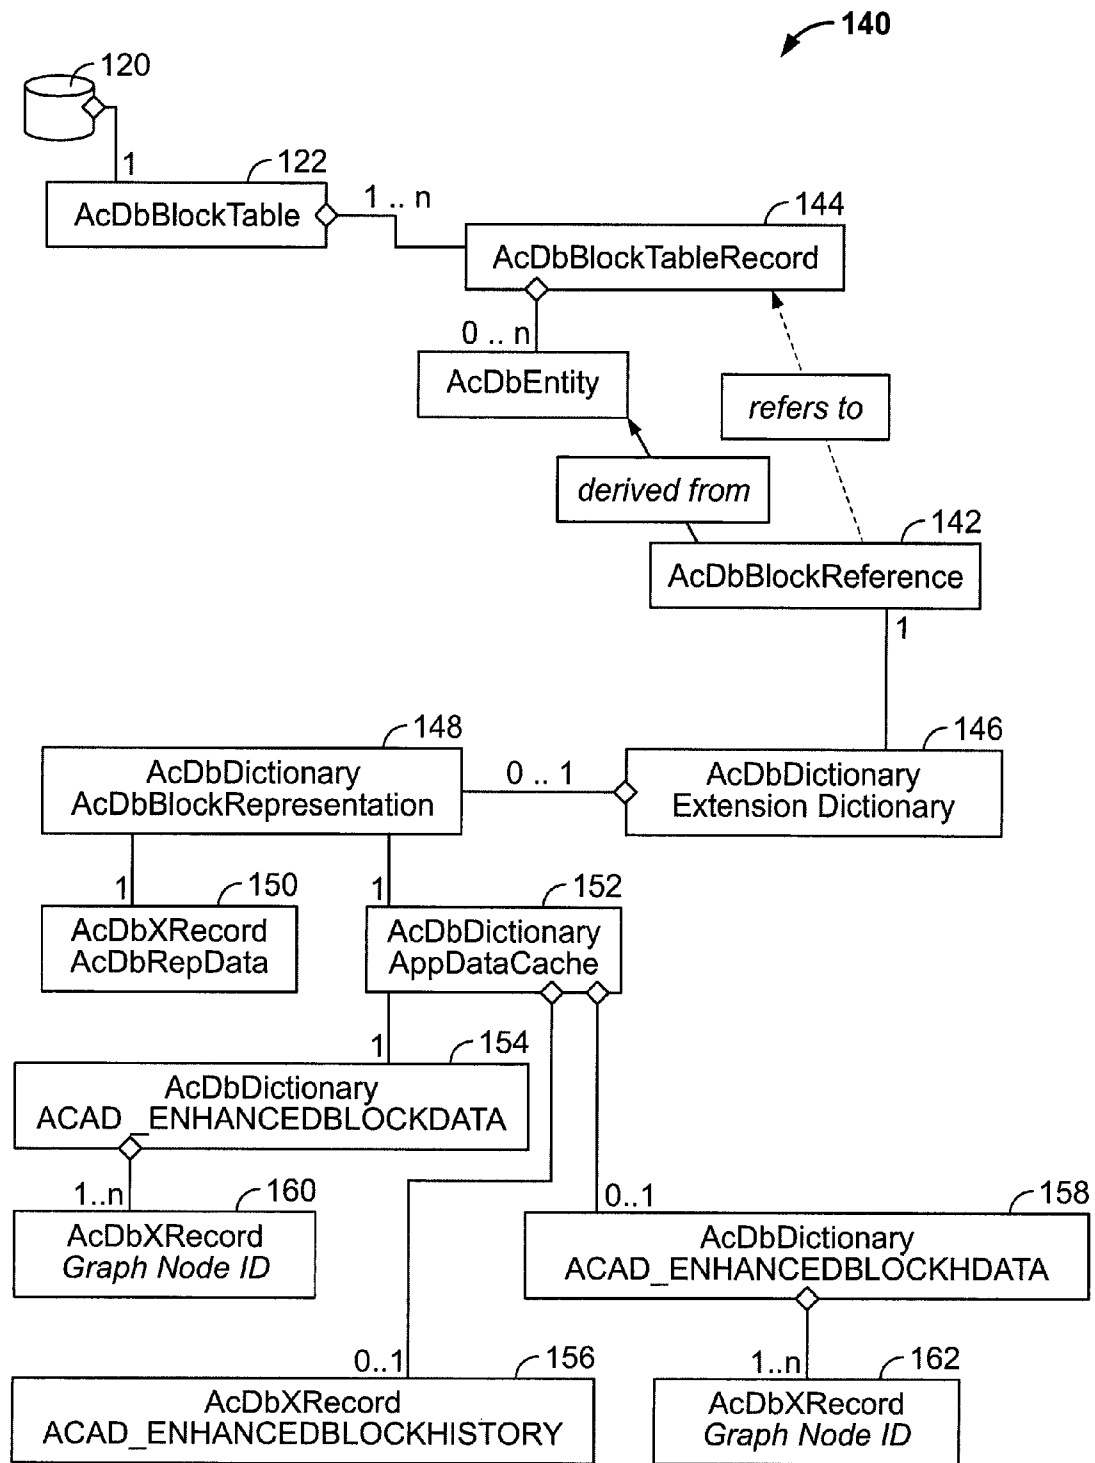 140
120
1
122
AcDbBlockTable
1 .. n
144
AcDbBlockTableRecord
0 .. n
AcDbEntity
refers to
derived from
142
AcDbBlockReference
1
148
AcDbDictionary
AcDbBlockRepresentation
0 .. 1
146
AcDbDictionary
Extension Dictionary
1
150
AcDbXRecord
AcDbRepData
1
152
AcDbDictionary
AppDataCache
1
154
AcDbDictionary
ACAD_ENHANCEDBLOCKDATA
1..n
160
AcDbXRecord
Graph Node ID
0..1
158
AcDbDictionary
ACAD_ENHANCEDBLOCKHDATA
0..1
156
AcDbXRecord
ACAD_ENHANCEDBLOCKHISTORY
1..n
162
AcDbXRecord
Graph Node ID